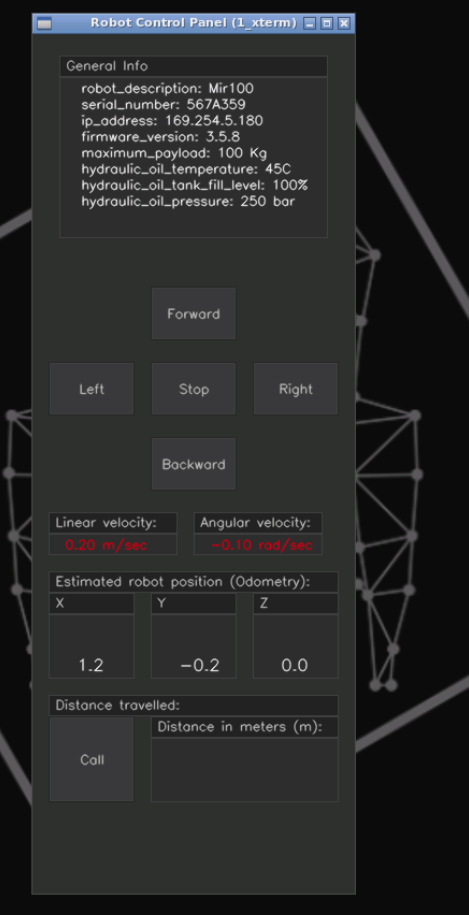 Robot Control Panel (1_xterm)
General Info
robot_description: Mir100
serial_number: 567A359
ip_address: 169.254.5.180
firmware_version: 3.5.8
maximum_payload: 100 Kg
hydraulic_oil_temperature: 45C
hydraulic_oil_tank_fill_level: 100%
hydraulic_oil_pressure: 250 bar
Forward
Left Stop Right
Backward
Linear velocity: Angular velocity:
0.20 m/sec -0.10 rad/sec
Estimated robot position (Odometry):
X Y Z
1.2 -0.2 0.0
Distance travelled:
Distance in meters (m):
Call